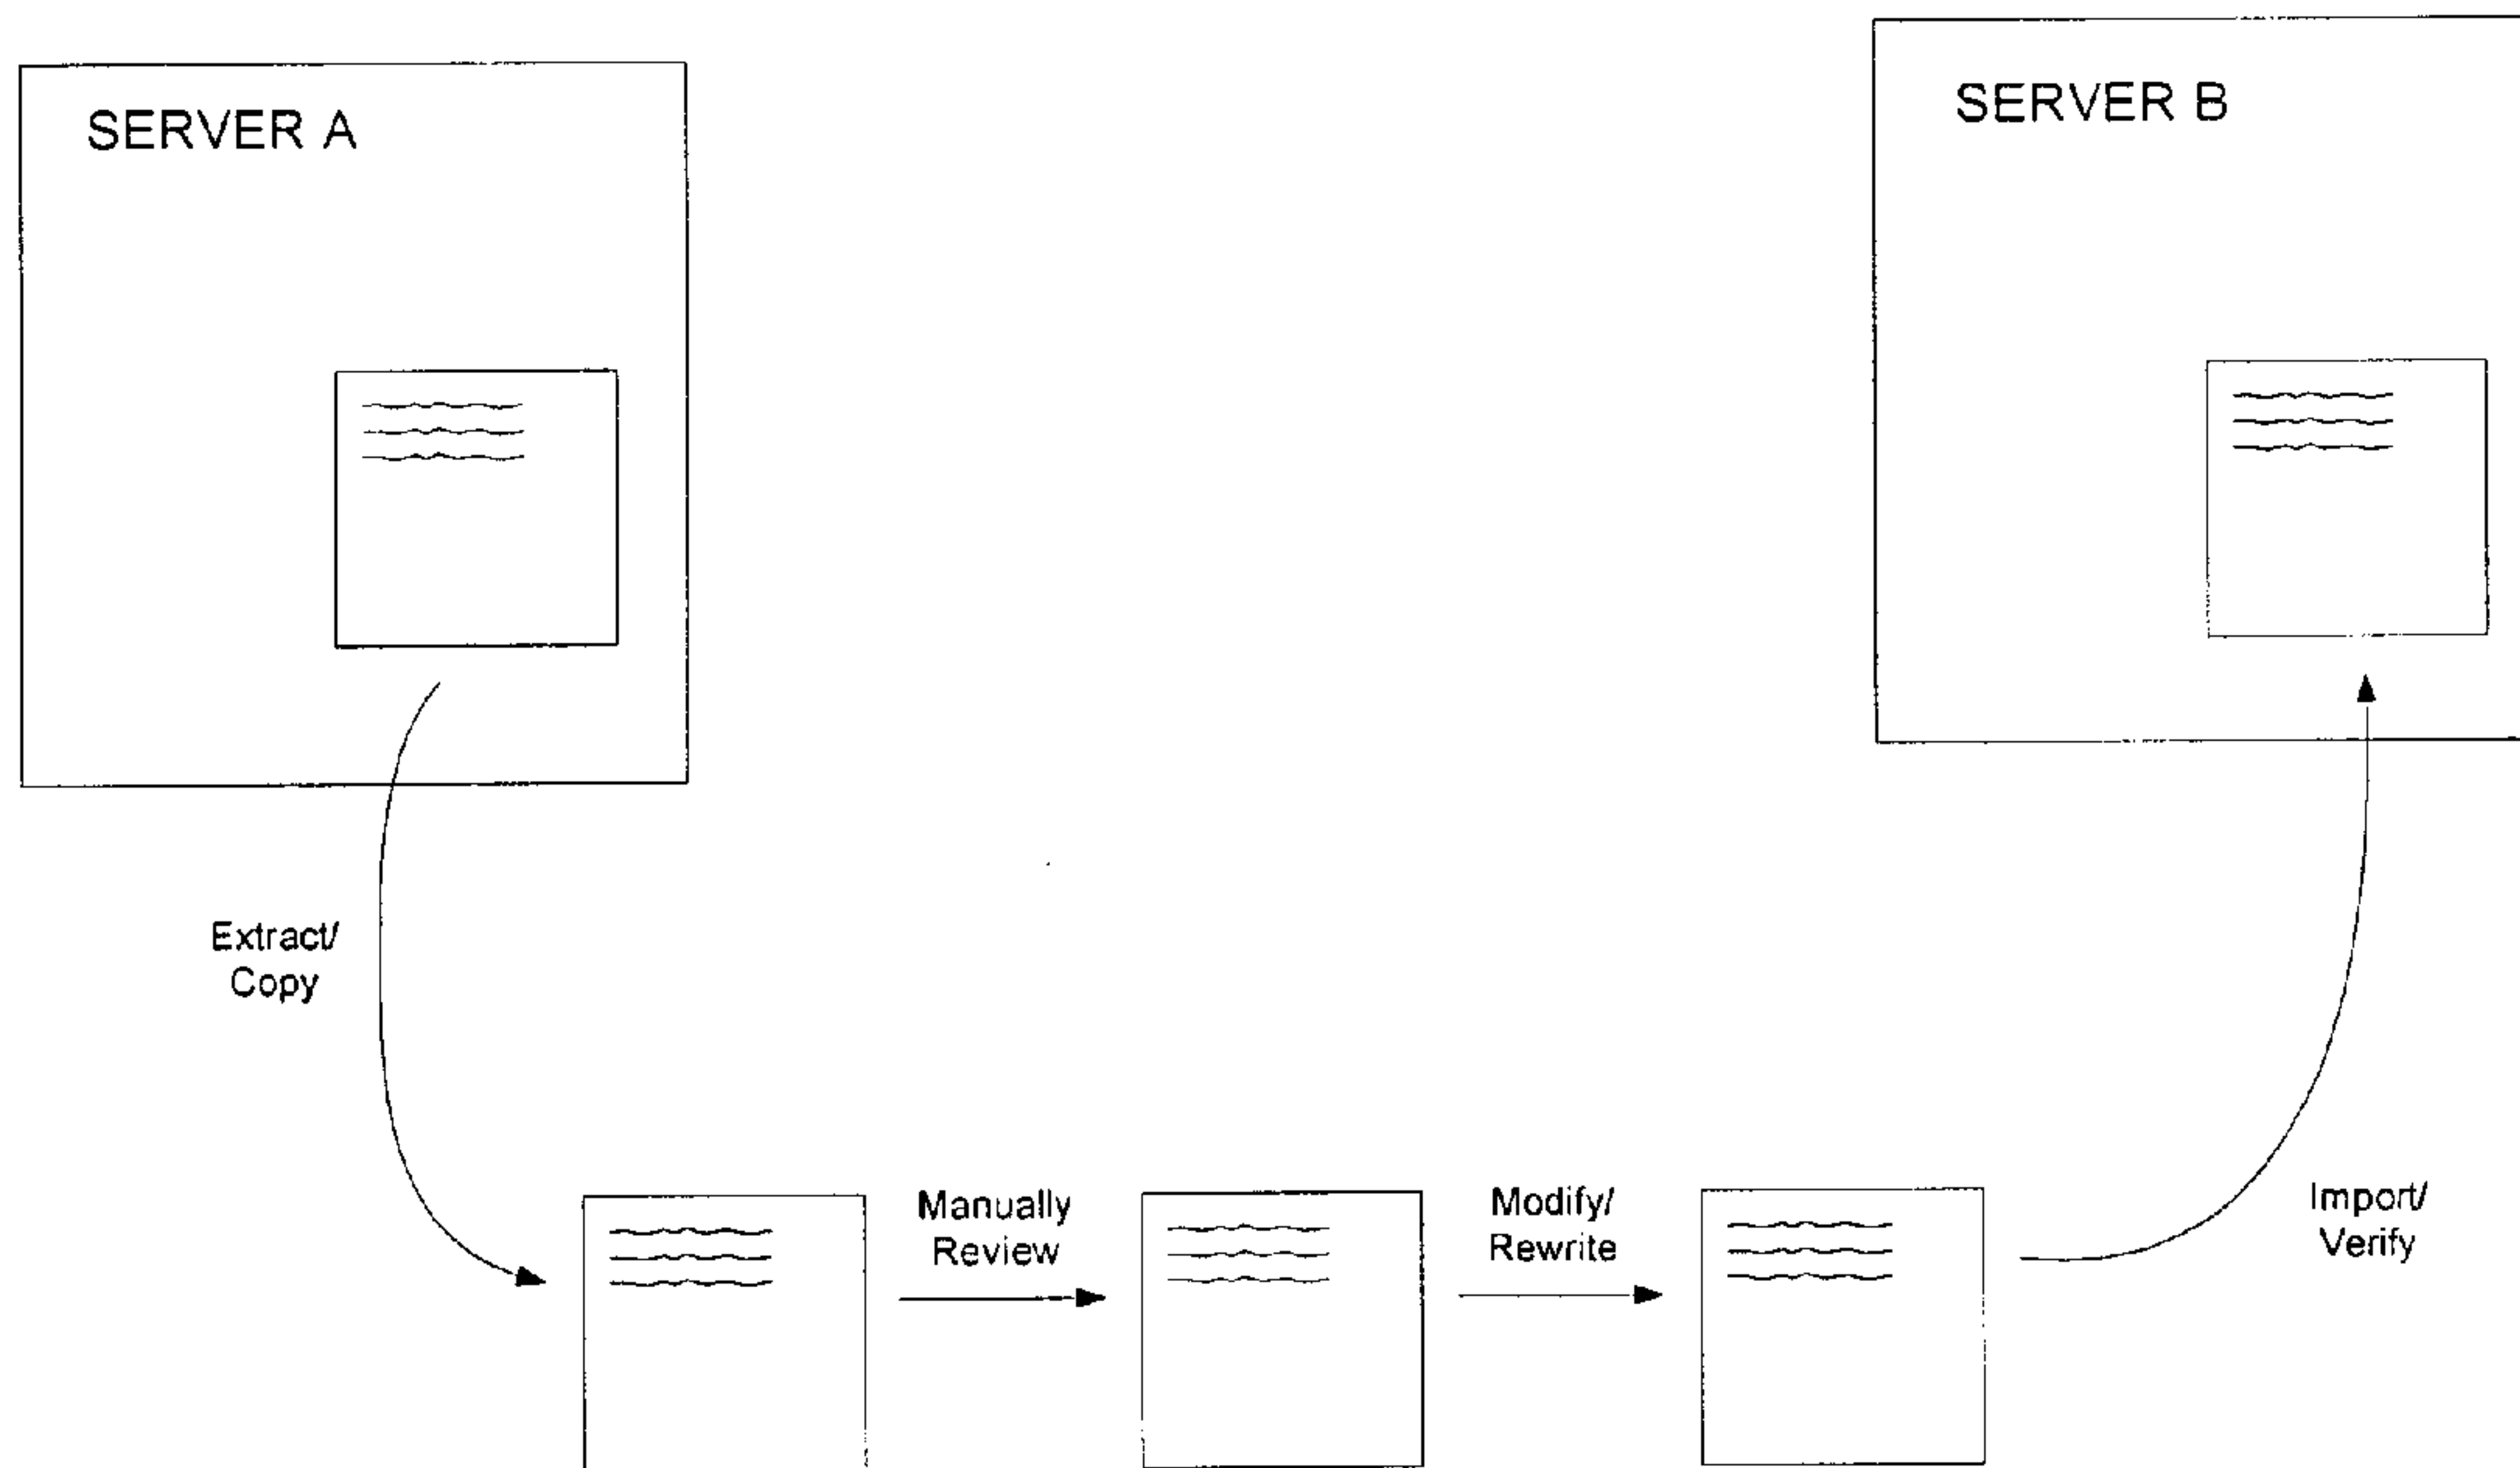 SERVER A
SERVER B
Extract/
Copy
Manually
Review
Modify/
Rewrite
Import/
Verify